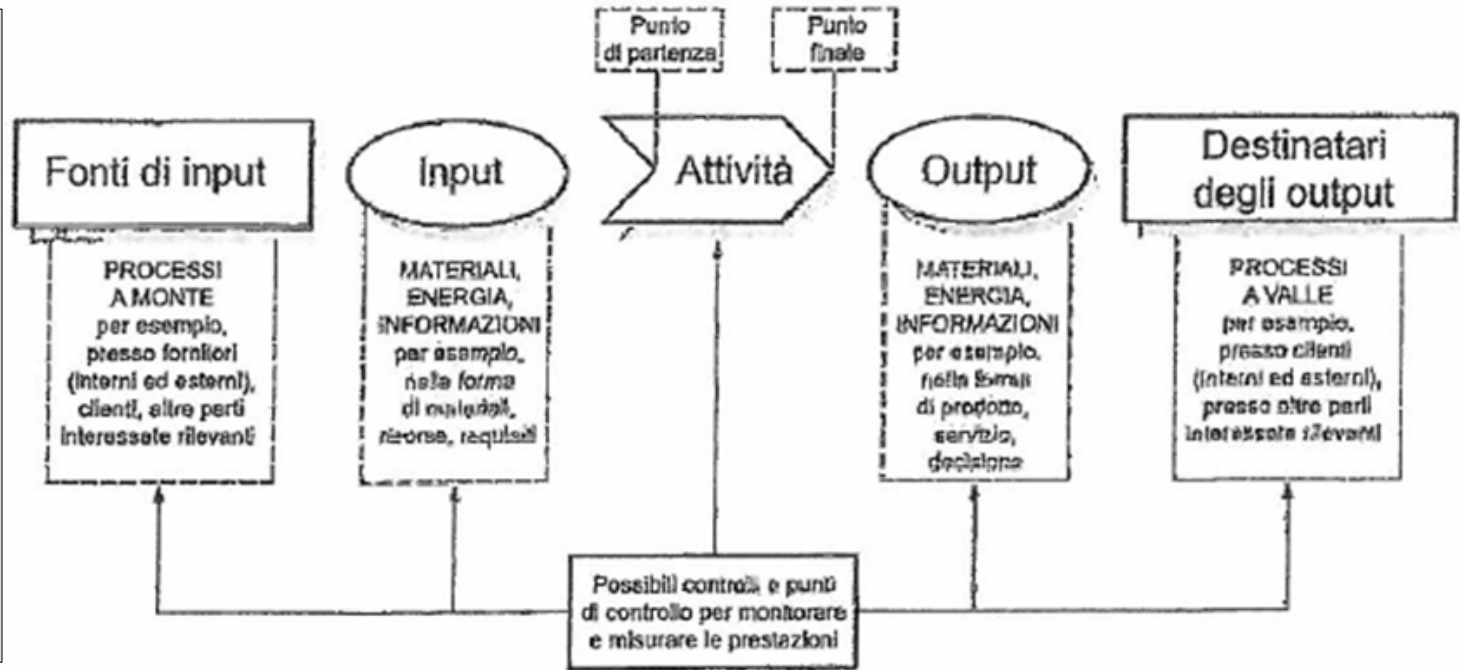 Punto
di partenza
Punto
finale
Fonti di input
Input
Attività
Output
Destinatari
degli output
PROCESSI
A MONTE
per esempio,
presso fornitori
(interni ed esterni),
clienti, altre parti
interessate rilevanti
MATERIALI,
ENERGIA,
INFORMAZIONI
per esempio,
nella forma
di materiali,
risorse, requisiti
MATERIALI,
ENERGIA,
INFORMAZIONI
per esempio,
nella forma
di prodotto,
servizio,
decisione
PROCESSI
A VALLE
per esempio,
presso clienti
(interni ed esterni),
presso altre parti
interessate rilevanti
Possibili controlli e punti
di controllo per monitorare
e misurare le prestazioni